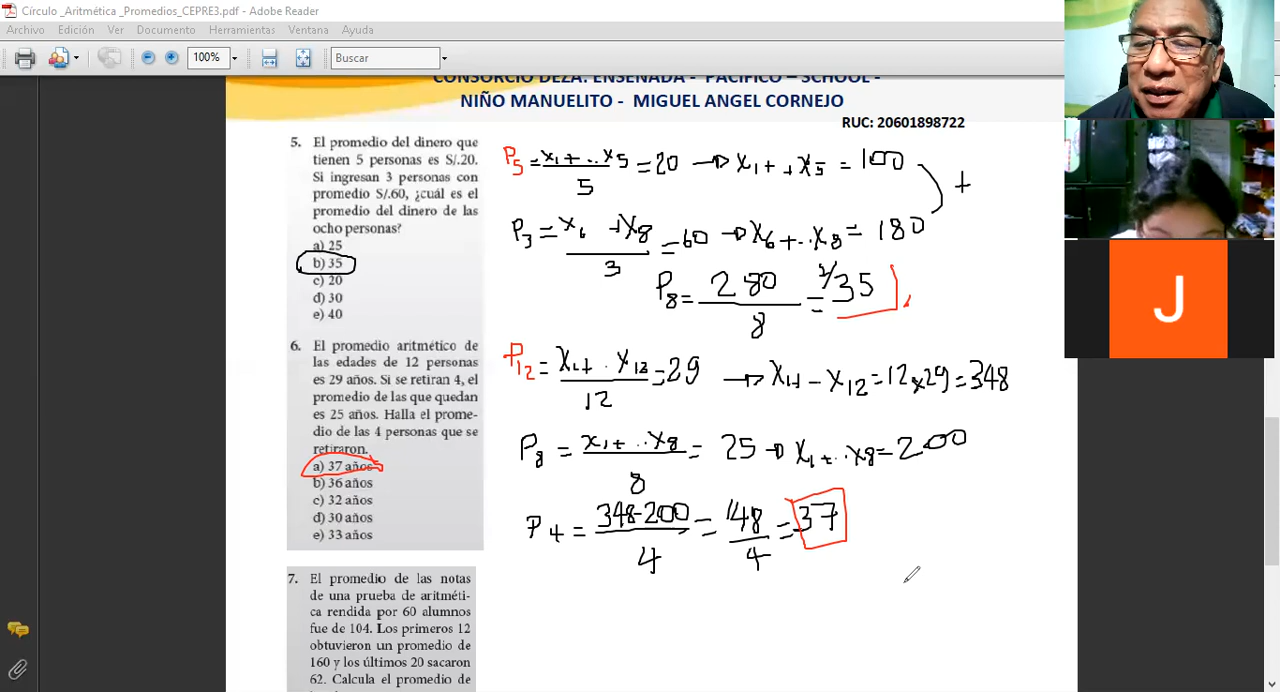 Círculo _Aritmética _Promedios_CEPRE3.pdf - Adobe Reader
Archivo Edición Ver Documento Herramientas Ventana Ayuda
100% Buscar
CONSORCIO DEZA: ENSENADA - PACIFICO – SCHOOL -
NIÑO MANUELITO - MIGUEL ANGEL CORNEJO
RUC: 20601898722
5. El promedio del dinero que
tienen 5 personas es S/.20.
Si ingresan 3 personas con
promedio S/.60, ¿cuál es el
promedio del dinero de las
ocho personas?
a) 25
b) 35
c) 20
d) 30
e) 40
6. El promedio aritmético de
las edades de 12 personas
es 29 años. Si se retiran 4, el
promedio de las que quedan
es 25 años. Halla el prome-
dio de las 4 personas que se
retiraron.
a) 37 años
b) 36 años
c) 32 años
d) 30 años
e) 33 años
7. El promedio de las notas
de una prueba de aritméti-
ca rendida por 60 alumnos
fue de 104. Los primeros 12
obtuvieron un promedio de
160 y los últimos 20 sacaron
62. Calcula el promedio de
P5 = x1 + .. x5 / 5 = 20 → x1 + + x5 = 100
+
P3 = x6 + x8 / 3 = 60 → x6 + .. x8 = 180
P8 = 280 / 8 = 35
P12 = x1 + . x12 / 12 = 29 → x1 + - x12 = 12 x 29 = 348
P8 = x1 + .. x8 / 8 = 25 → x1 + .. x8 = 200
P4 = 348-200 / 4 = 148 / 4 = 37
J